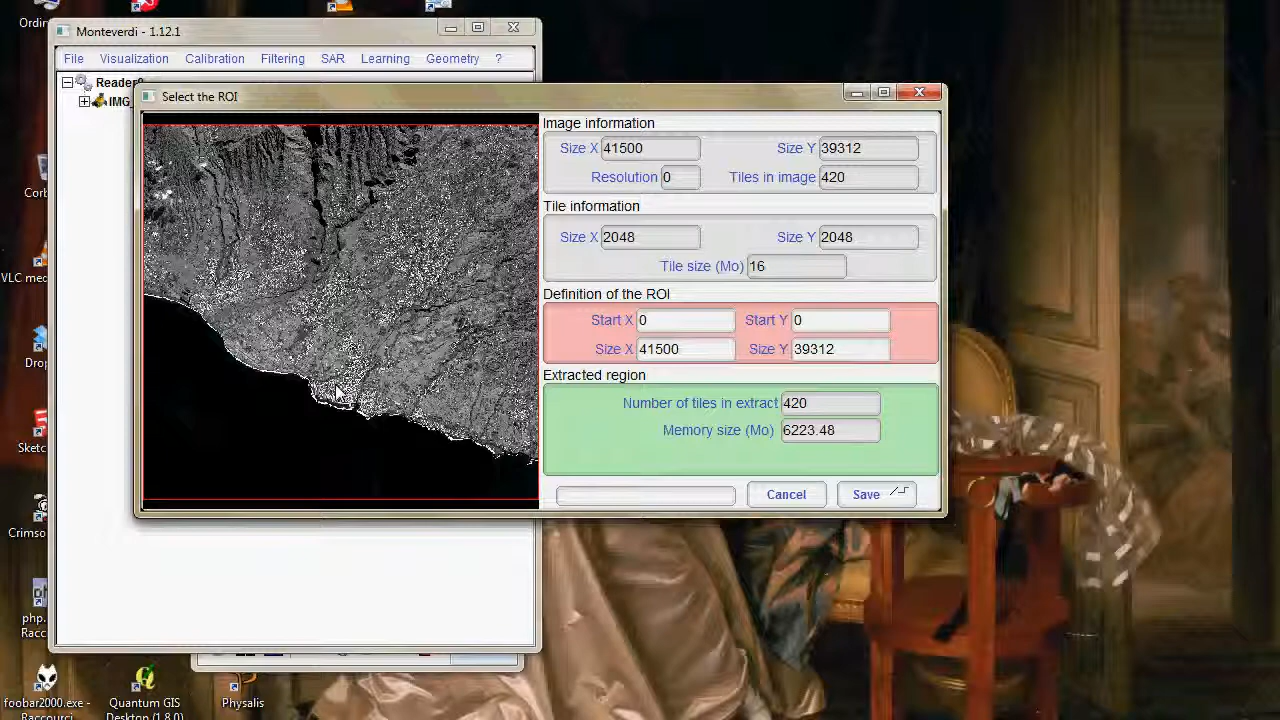 Ordin
Monteverdi - 1.12.1
File Visualization Calibration Filtering SAR Learning Geometry ?
Reader0
IMG_
Select the ROI
Image information
Size X 41500 Size Y 39312
Resolution 0 Tiles in image 420
Tile information
Size X 2048 Size Y 2048
Tile size (Mo) 16
Definition of the ROI
Start X 0 Start Y 0
Size X 41500 Size Y 39312
Extracted region
Number of tiles in extract 420
Memory size (Mo) 6223.48
Cancel Save
Corb
VLC med
Drop
Sketc
Crimso
php.
Racco
foobar2000.exe -
Raccourci
Quantum GIS
Desktop (1.8.0)
Physalis